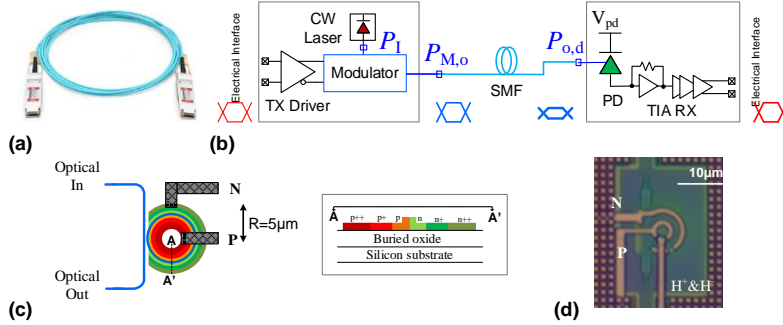 Electrical Interface
CW
Laser
P_I
P_M,o
TX Driver
Modulator
SMF
P_o,d
V_pd
PD
TIA RX
Electrical Interface
(a)
(b)
Optical
In
N
R=5μm
P
A
A'
Optical
Out
A
A'
p++ p+ p n n+ n++
Buried oxide
Silicon substrate
(c)
10μm
N
P
H⁺&H
(d)